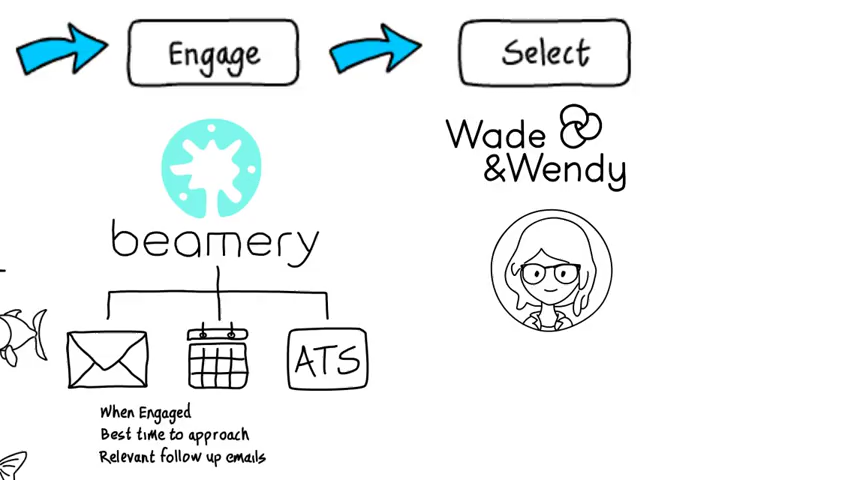 Engage
Select
Wade
&Wendy
beamery
ATS
When Engaged
Best time to approach
Relevant follow up emails